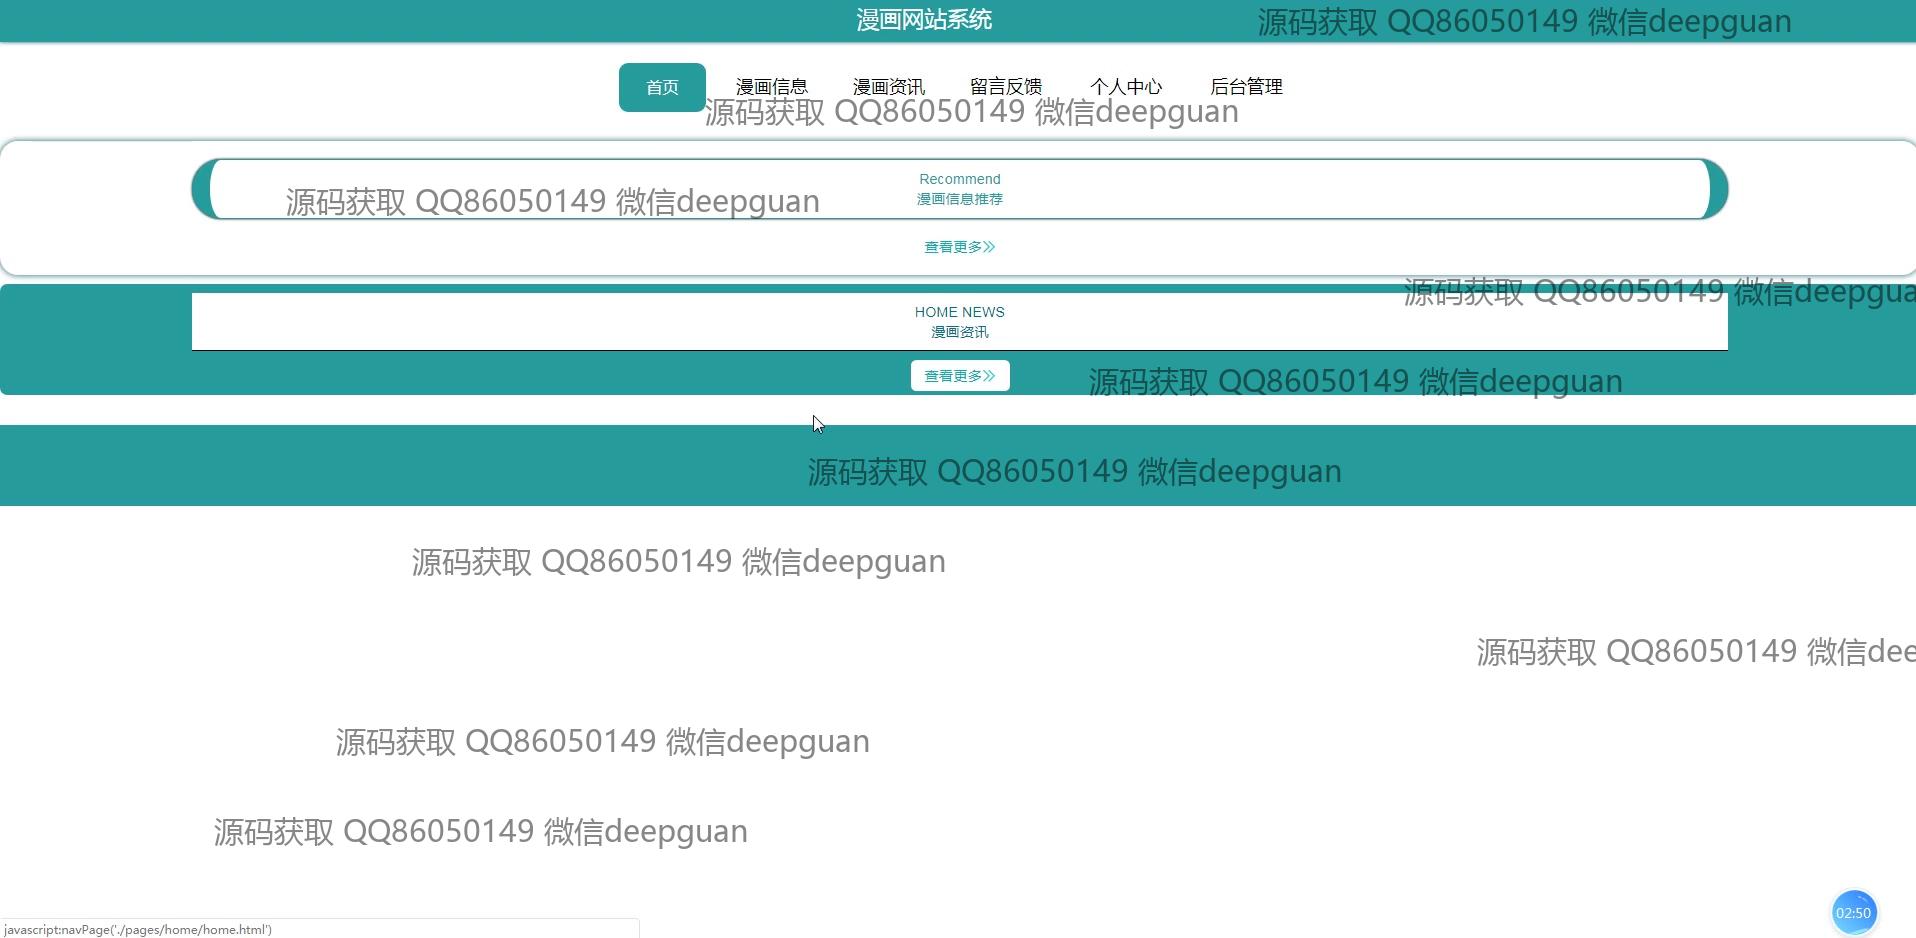 漫画网站系统
源码获取 QQ86050149 微信deepguan
首页 漫画信息 漫画资讯 留言反馈 个人中心 后台管理
源码获取 QQ86050149 微信deepguan
Recommend
源码获取 QQ86050149 微信deepguan
漫画信息推荐
查看更多
源码获取 QQ86050149 微信deepgua
HOME NEWS
漫画资讯
查看更多
源码获取 QQ86050149 微信deepguan
源码获取 QQ86050149 微信deepguan
源码获取 QQ86050149 微信deepguan
源码获取 QQ86050149 微信dee
源码获取 QQ86050149 微信deepguan
源码获取 QQ86050149 微信deepguan
02:50
javascript:navPage('./pages/home/home.html')